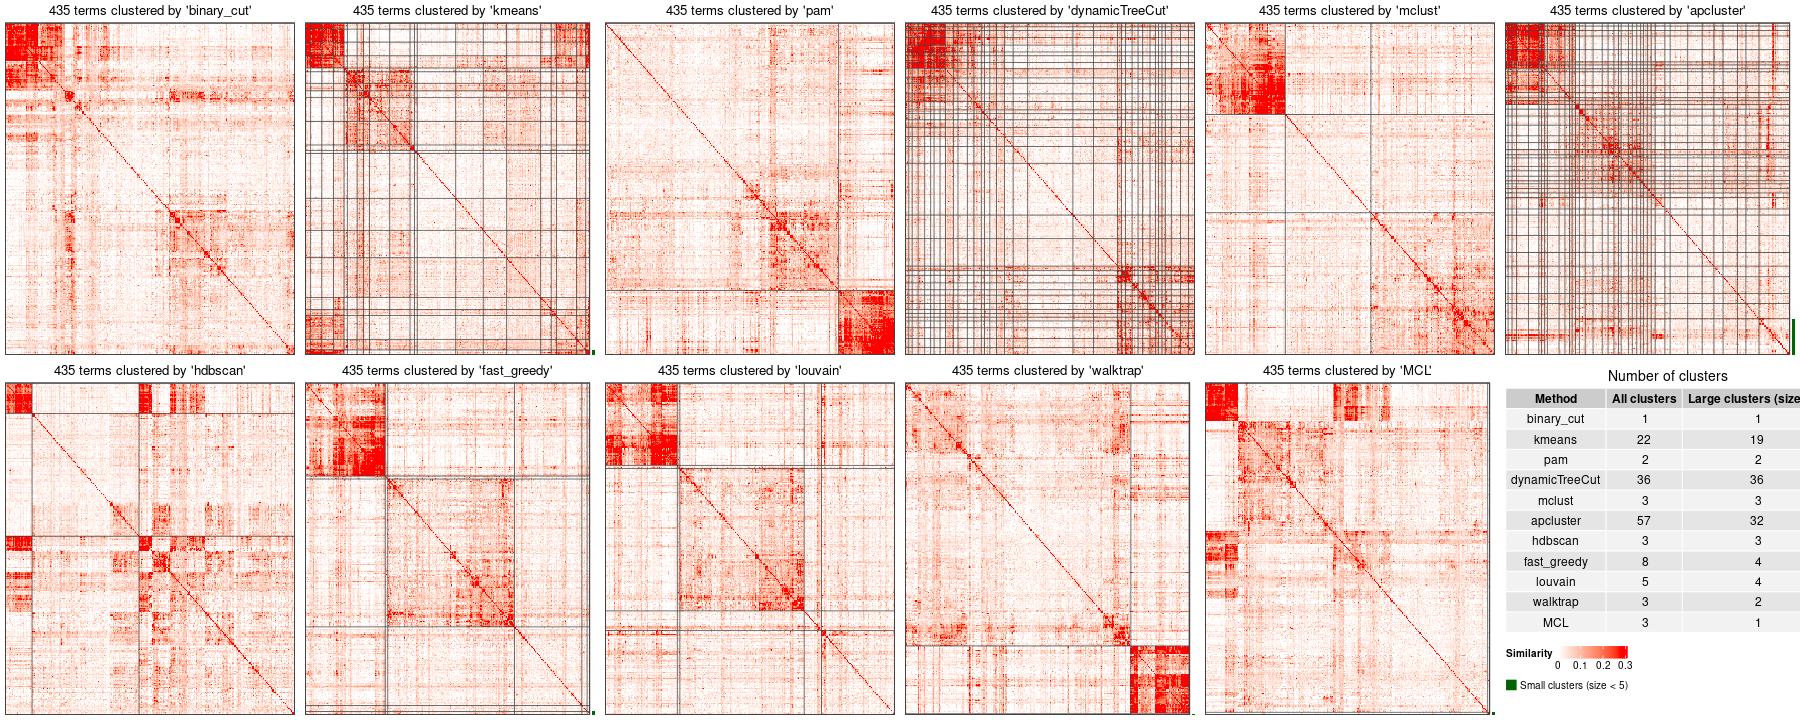 435 terms clustered by 'binary_cut'
435 terms clustered by 'kmeans'
435 terms clustered by 'pam'
435 terms clustered by 'dynamicTreeCut'
435 terms clustered by 'mclust'
435 terms clustered by 'apcluster'
435 terms clustered by 'hdbscan'
435 terms clustered by 'fast_greedy'
435 terms clustered by 'louvain'
435 terms clustered by 'walktrap'
435 terms clustered by 'MCL'
Number of clusters
Method All clusters Large clusters (size
binary_cut 1 1
kmeans 22 19
pam 2 2
dynamicTreeCut 36 36
mclust 3 3
apcluster 57 32
hdbscan 3 3
fast_greedy 8 4
louvain 5 4
walktrap 3 2
MCL 3 1
Similarity
0 0.1 0.2 0.3
Small clusters (size < 5)